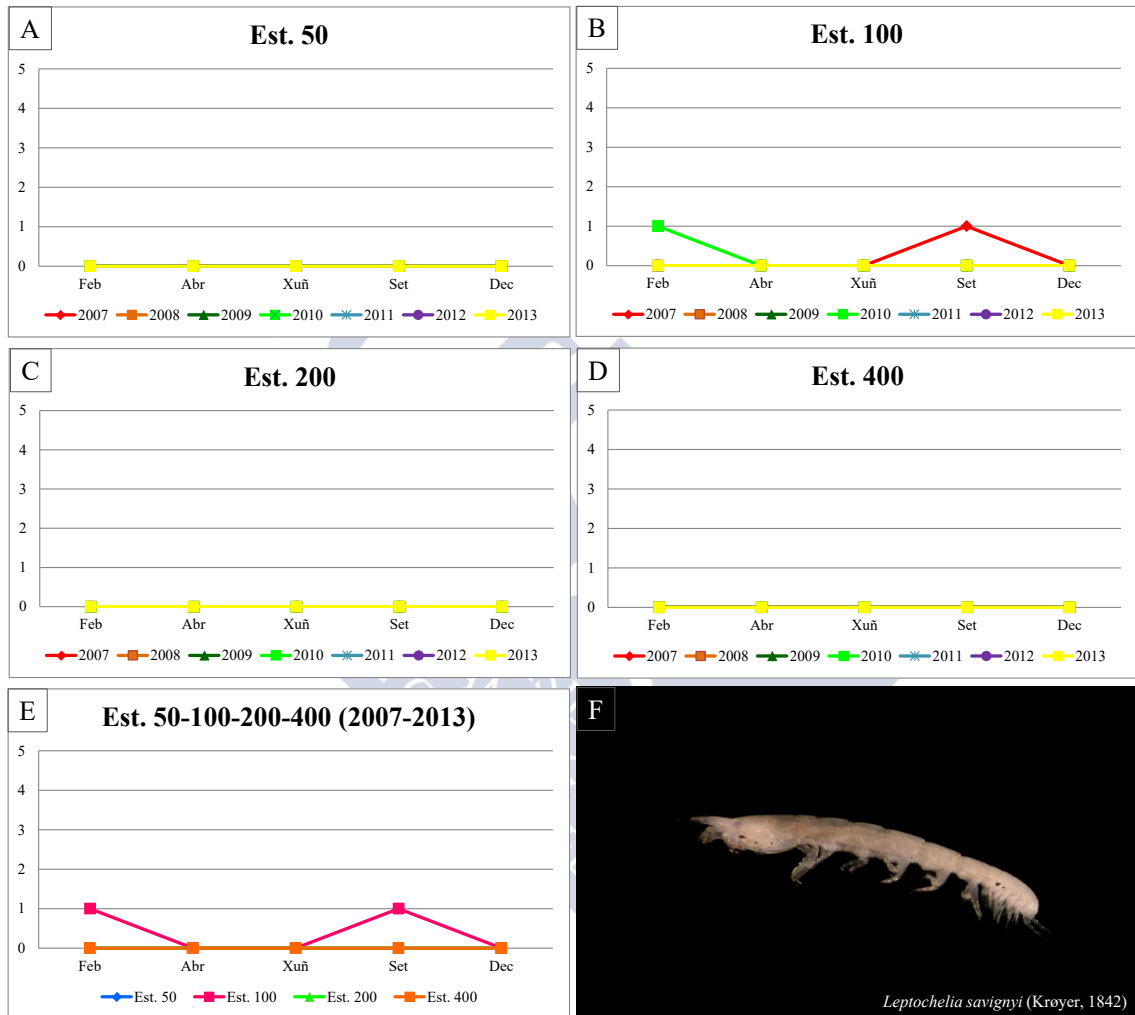 A
Est. 50
5
4
3
2
1
0
Feb Abr Xuñ Set Dec
2007 2008 2009 2010 2011 2012 2013
B
Est. 100
5
4
3
2
1
0
Feb Abr Xuñ Set Dec
2007 2008 2009 2010 2011 2012 2013
C
Est. 200
5
4
3
2
1
0
Feb Abr Xuñ Set Dec
2007 2008 2009 2010 2011 2012 2013
D
Est. 400
5
4
3
2
1
0
Feb Abr Xuñ Set Dec
2007 2008 2009 2010 2011 2012 2013
E
Est. 50-100-200-400 (2007-2013)
5
4
3
2
1
0
Feb Abr Xuñ Set Dec
Est. 50 Est. 100 Est. 200 Est. 400
F
Leptochelia savignyi (Krøyer, 1842)